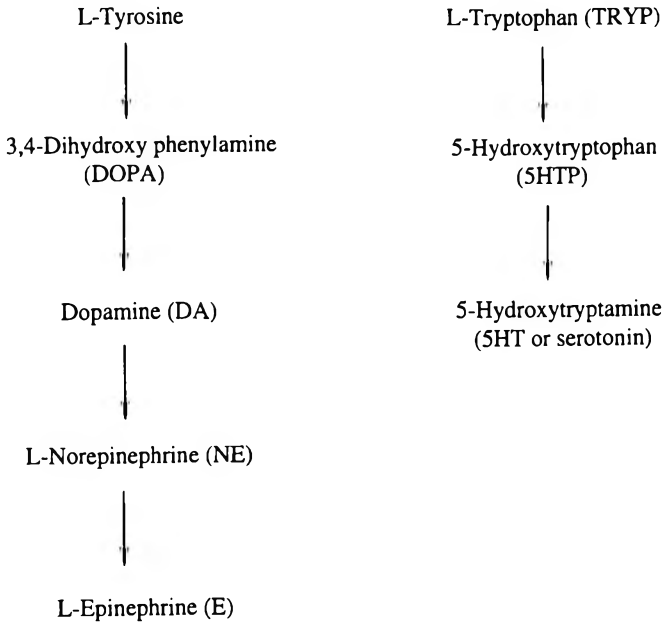 L-Tyrosine
3,4-Dihydroxy phenylamine
(DOPA)
Dopamine (DA)
L-Norepinephrine (NE)
L-Epinephrine (E)
L-Tryptophan (TRYP)
5-Hydroxytryptophan
(5HTP)
5-Hydroxytryptamine
(5HT or serotonin)